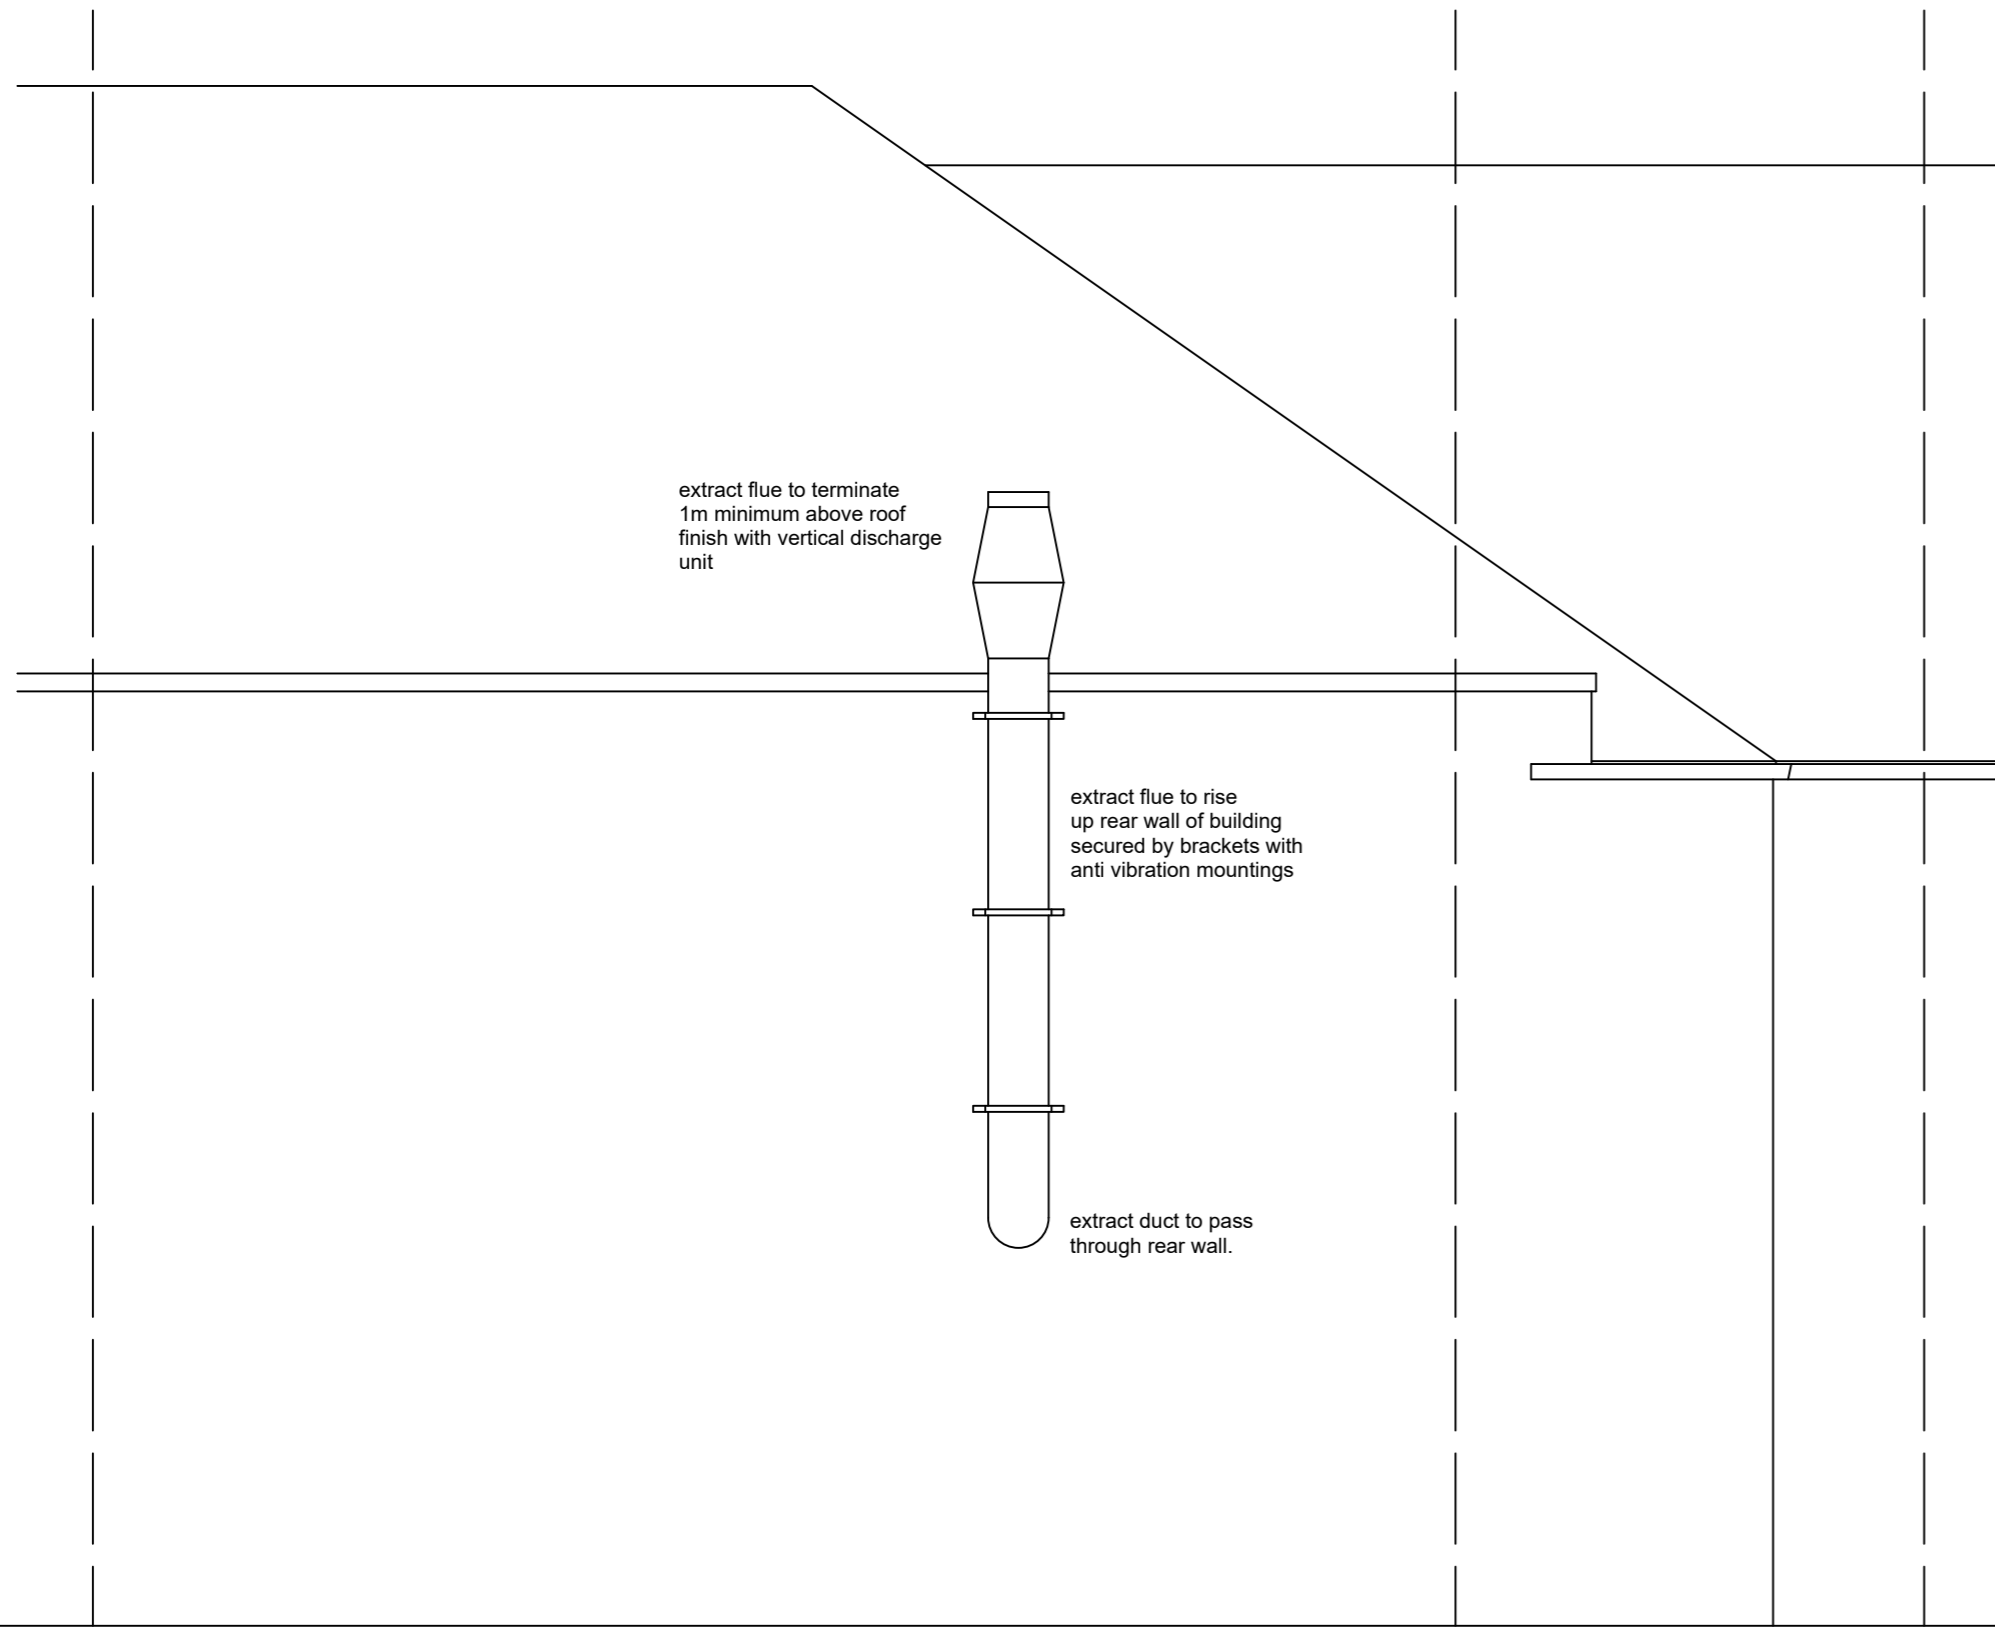 extract flue to terminate
1m minimum above roof
finish with vertical discharge
unit
extract flue to rise
up rear wall of building
secured by brackets with
anti vibration mountings
extract duct to pass
through rear wall.